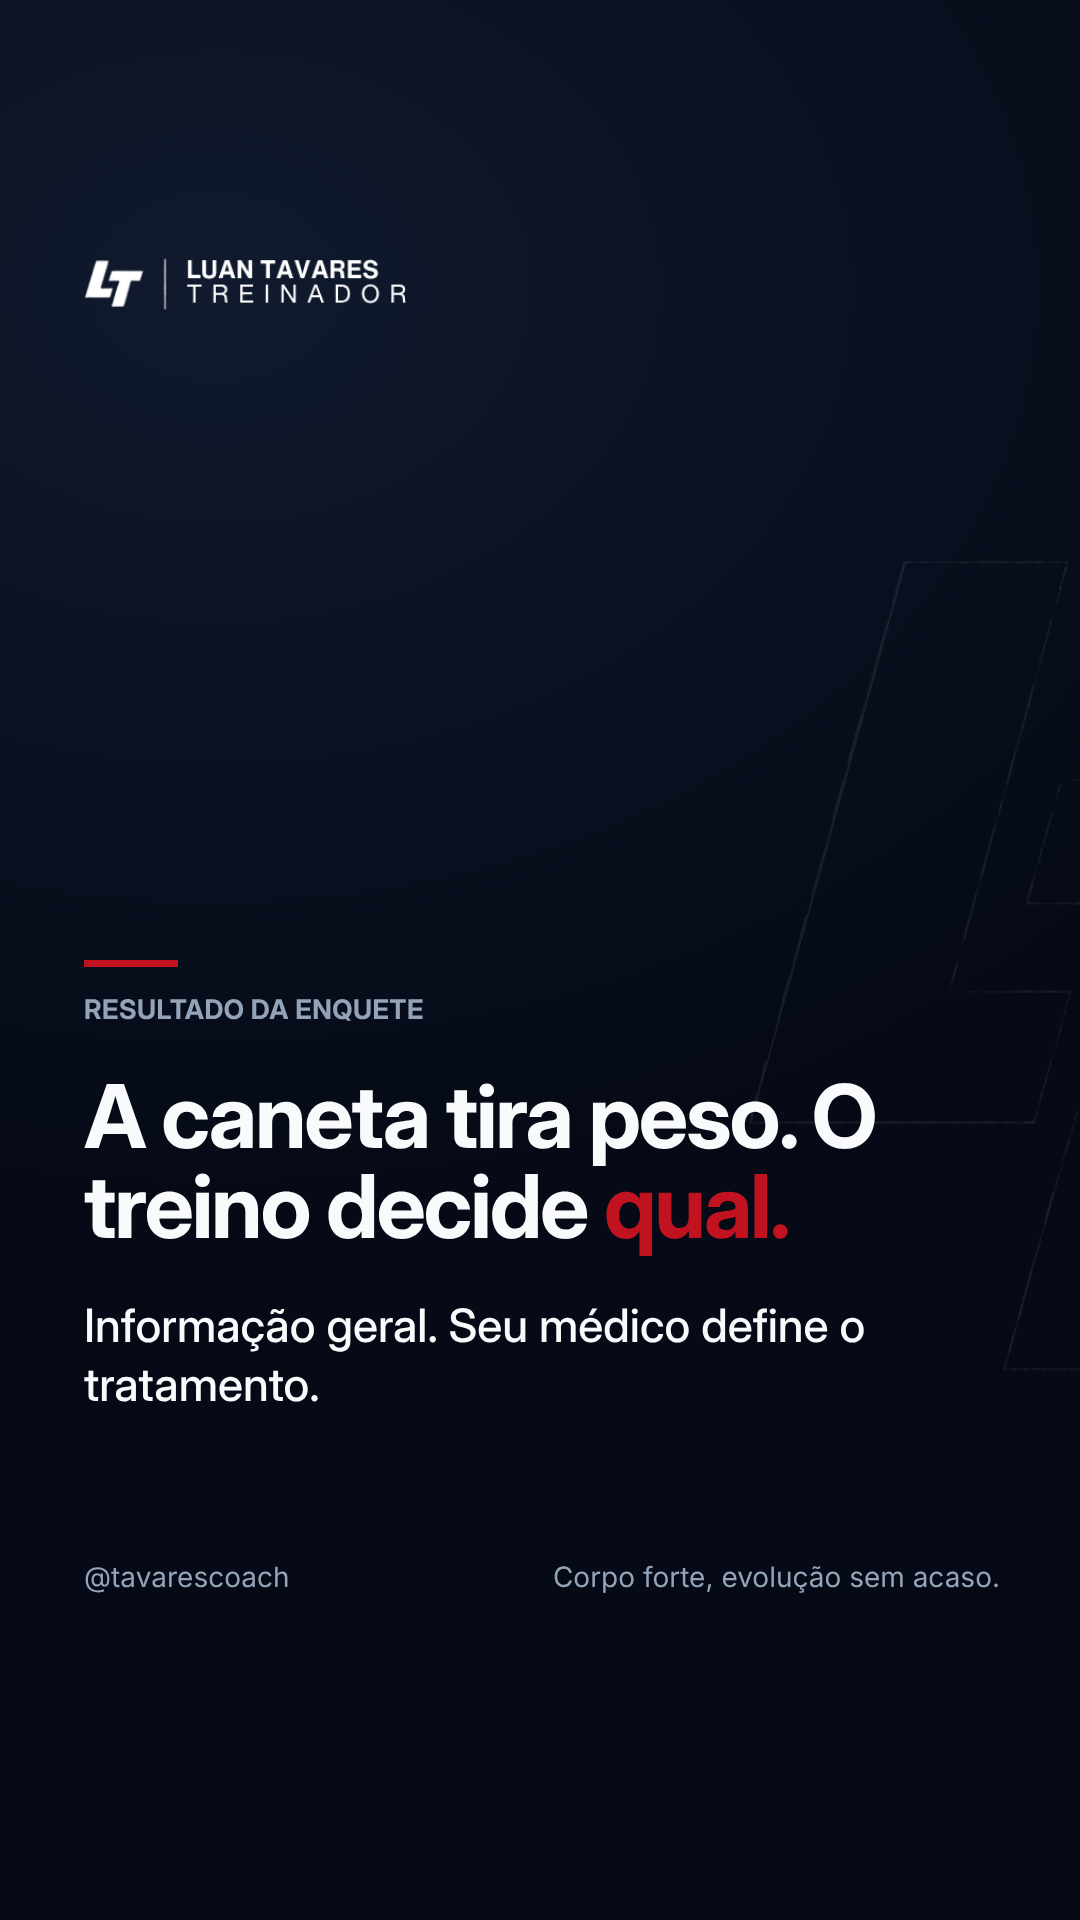 LT
LUAN TAVARES
TREINADOR
RESULTADO DA ENQUETE
A caneta tira peso. O
treino decide qual.
Informação geral. Seu médico define o
tratamento.
@tavarescoach
Corpo forte, evolução sem acaso.